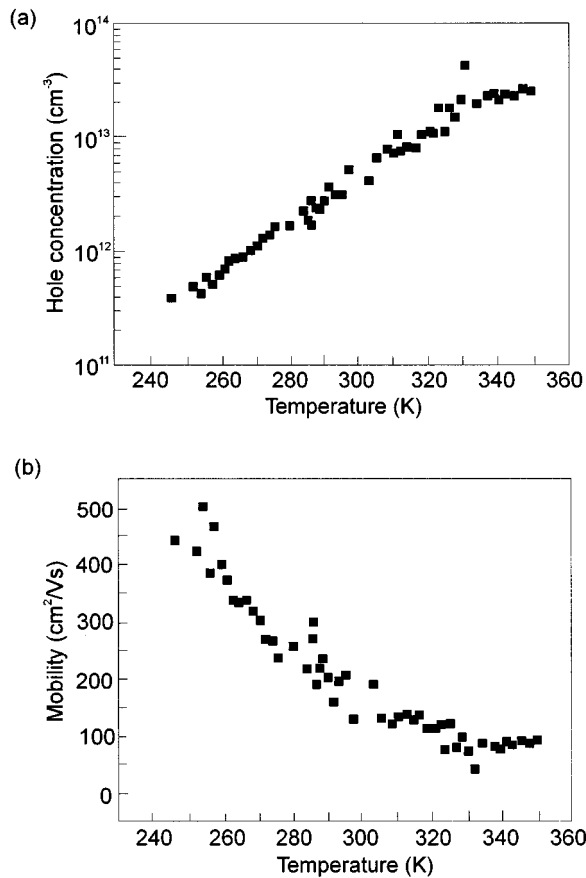 (a)
10^14
10^13
10^12
10^11
Hole concentration (cm^-3)
240 260 280 300 320 340 360
Temperature (K)
(b)
500
400
300
200
100
0
Mobility (cm^2/Vs)
240 260 280 300 320 340 360
Temperature (K)